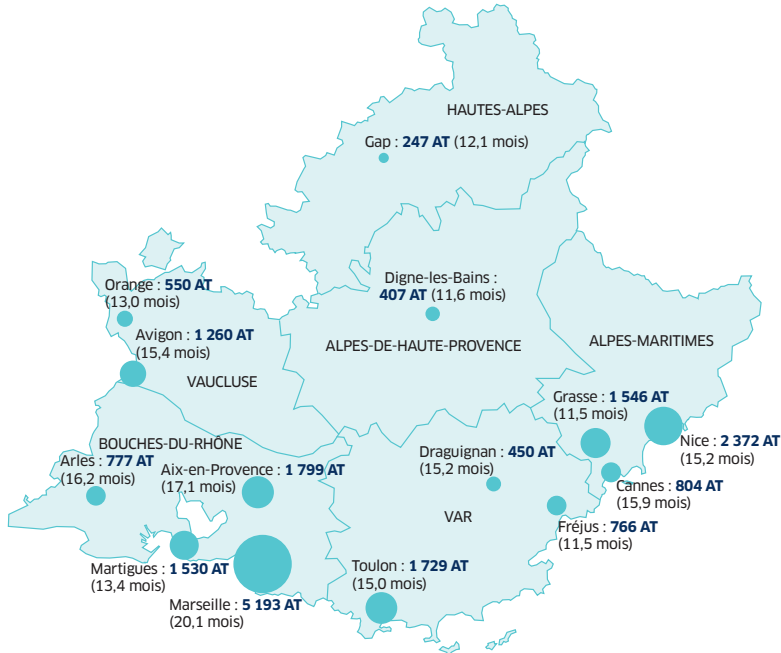 HAUTES-ALPES
Gap : 247 AT (12,1 mois)
Orange : 550 AT
(13,0 mois)
Digne-les-Bains :
407 AT (11,6 mois)
Avigon : 1 260 AT
(15,4 mois)
ALPES-DE-HAUTE-PROVENCE
ALPES-MARITIMES
VAUCLUSE
Grasse : 1 546 AT
(11,5 mois)
BOUCHES-DU-RHÔNE
Nice : 2 372 AT
(15,2 mois)
Arles : 777 AT
(16,2 mois)
Aix-en-Provence : 1 799 AT
(17,1 mois)
Draguignan : 450 AT
(15,2 mois)
Cannes : 804 AT
(15,9 mois)
VAR
Fréjus : 766 AT
(11,5 mois)
Martigues : 1 530 AT
(13,4 mois)
Toulon : 1 729 AT
(15,0 mois)
Marseille : 5 193 AT
(20,1 mois)